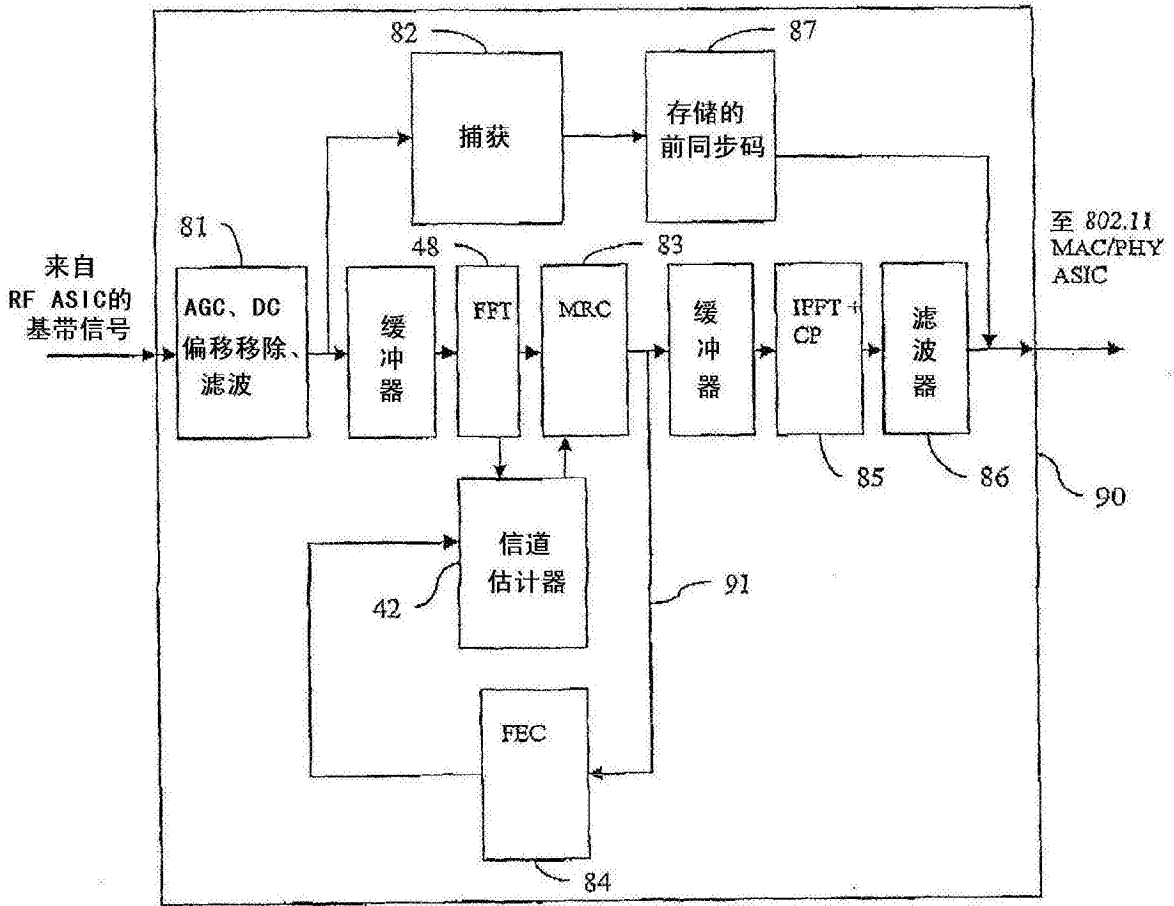 82
87
捕获
存储的
前同步码
81
48
83
来自
RF ASIC的
基带信号
AGC、DC
偏移移除、
滤波
缓
冲
器
FFT
MRC
缓
冲
器
IFFT +
CP
滤
波
器
至 802.11
MAC/PHY
ASIC
85
86
90
信道
估计器
42
91
FEC
84